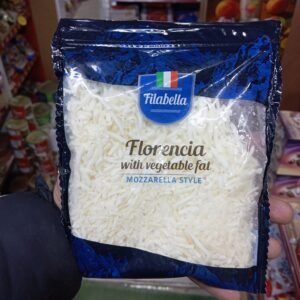 Filabella
Florencia
with vegetable fat
MOZZARELLA STYLE